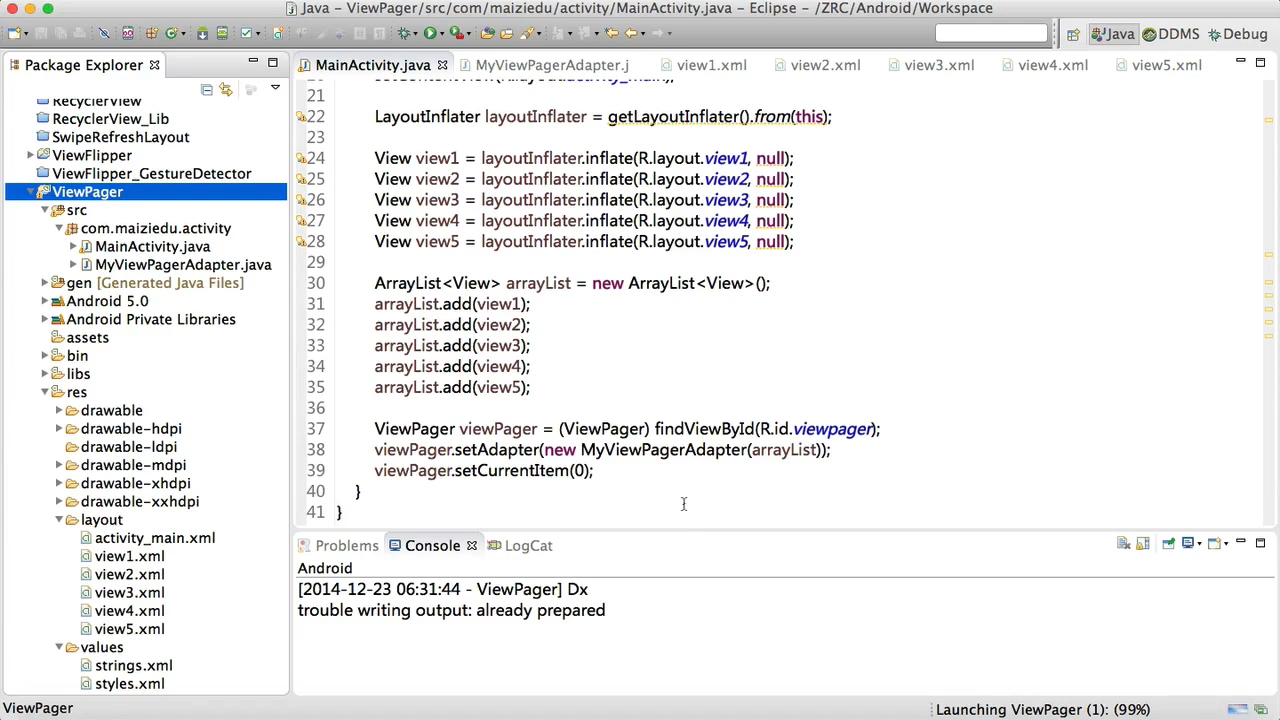 Java – ViewPager/src/com/maiziedu/activity/MainActivity.java – Eclipse – /ZRC/Android/Workspace
Java
DDMS
Debug
Package Explorer
RecyclerView
RecyclerView_Lib
SwipeRefreshLayout
ViewFlipper
ViewFlipper_GestureDetector
ViewPager
src
com.maiziedu.activity
MainActivity.java
MyViewPagerAdapter.java
gen [Generated Java Files]
Android 5.0
Android Private Libraries
assets
bin
libs
res
drawable
drawable-hdpi
drawable-ldpi
drawable-mdpi
drawable-xhdpi
drawable-xxhdpi
layout
activity_main.xml
view1.xml
view2.xml
view3.xml
view4.xml
view5.xml
values
strings.xml
styles.xml
MainActivity.java
MyViewPagerAdapter.j
view1.xml
view2.xml
view3.xml
view4.xml
view5.xml
20 setContentView(R.layout.activity_main);
21
22 LayoutInflater layoutInflater = getLayoutInflater().from(this);
23
24 View view1 = layoutInflater.inflate(R.layout.view1, null);
25 View view2 = layoutInflater.inflate(R.layout.view2, null);
26 View view3 = layoutInflater.inflate(R.layout.view3, null);
27 View view4 = layoutInflater.inflate(R.layout.view4, null);
28 View view5 = layoutInflater.inflate(R.layout.view5, null);
29
30 ArrayList<View> arrayList = new ArrayList<View>();
31 arrayList.add(view1);
32 arrayList.add(view2);
33 arrayList.add(view3);
34 arrayList.add(view4);
35 arrayList.add(view5);
36
37 ViewPager viewPager = (ViewPager) findViewById(R.id.viewpager);
38 viewPager.setAdapter(new MyViewPagerAdapter(arrayList));
39 viewPager.setCurrentItem(0);
40 }
41 }
Problems
Console
LogCat
Android
[2014-12-23 06:31:44 - ViewPager] Dx
trouble writing output: already prepared
ViewPager
Launching ViewPager (1): (99%)